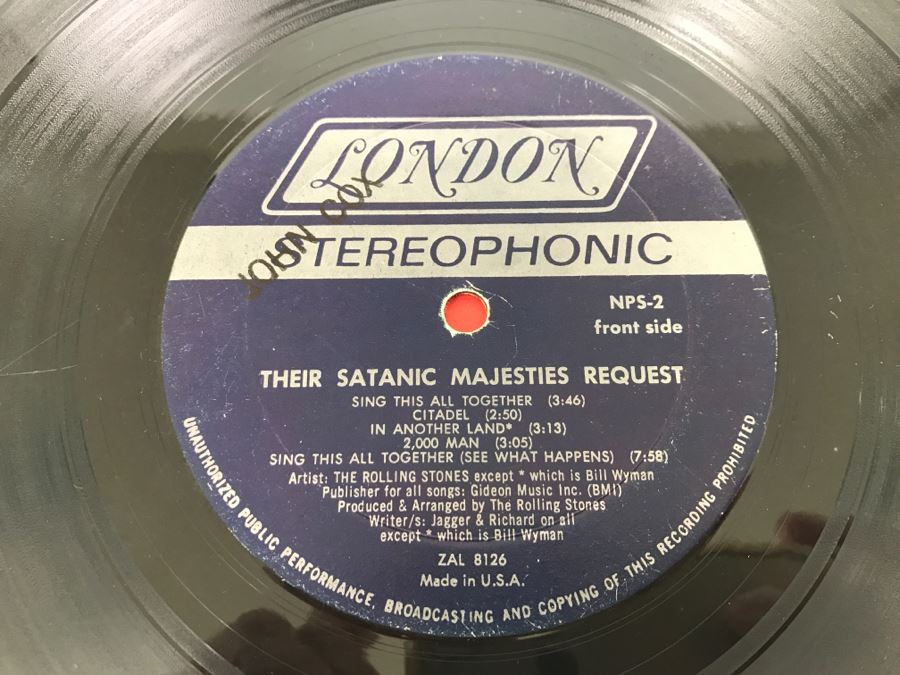 LONDON
JOHN COX
STEREOPHONIC
NPS-2
front side
THEIR SATANIC MAJESTIES REQUEST
SING THIS ALL TOGETHER (3:46)
CITADEL (2:50)
IN ANOTHER LAND* (3:13)
2,000 MAN (3:05)
SING THIS ALL TOGETHER (SEE WHAT HAPPENS) (7:58)
Artist: THE ROLLING STONES except * which is Bill Wyman
Publisher for all songs: Gideon Music Inc. (BMI)
Produced & Arranged by The Rolling Stones
Writer/s: Jagger & Richard on all
except * which is Bill Wyman
ZAL 8126
Made in U.S.A.
UNAUTHORIZED PUBLIC PERFORMANCE, BROADCASTING AND COPYING OF THIS RECORDING PROHIBITED